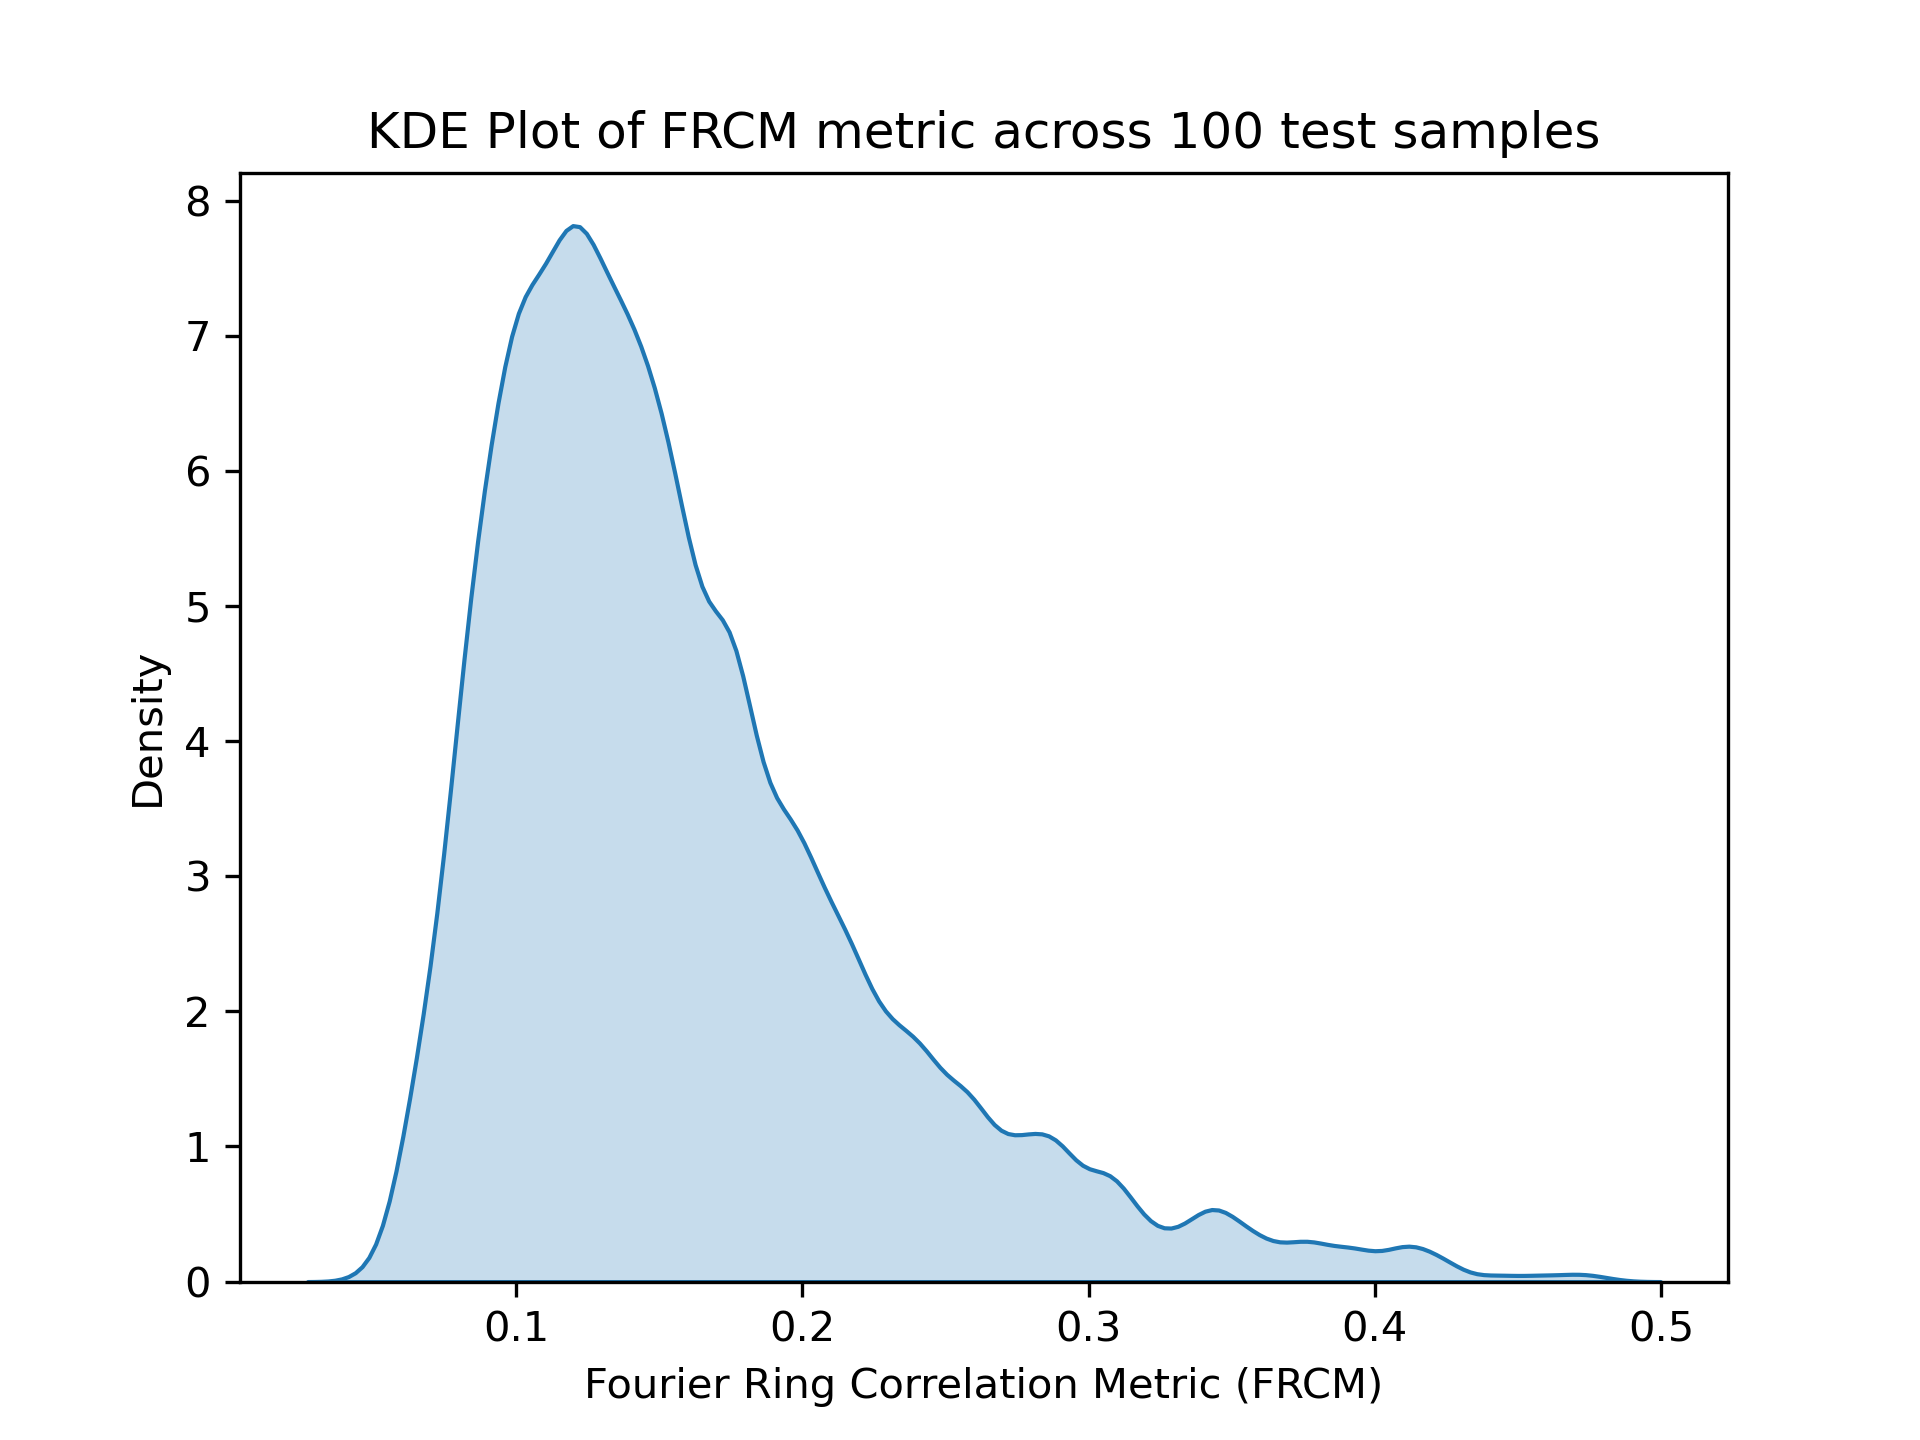 KDE Plot of FRCM metric across 100 test samples
8
7
6
5
4
3
2
1
0
Density
0.1 0.2 0.3 0.4 0.5
Fourier Ring Correlation Metric (FRCM)